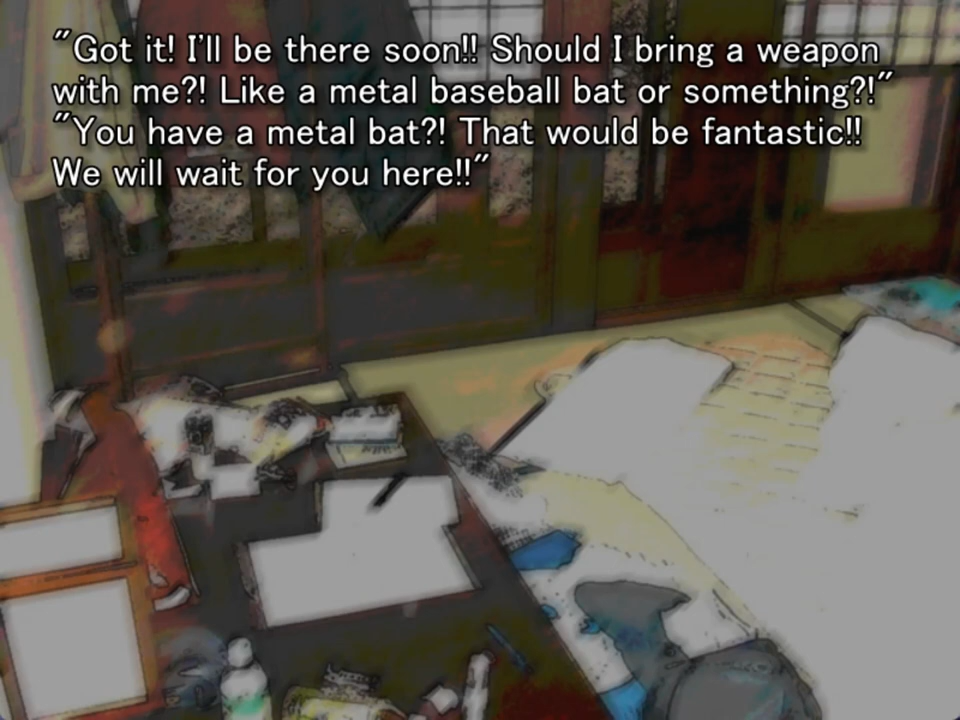 "Got it! I'll be there soon!! Should I bring a weapon
with me?! Like a metal baseball bat or something?!"
"You have a metal bat?! That would be fantastic!!
We will wait for you here!!"